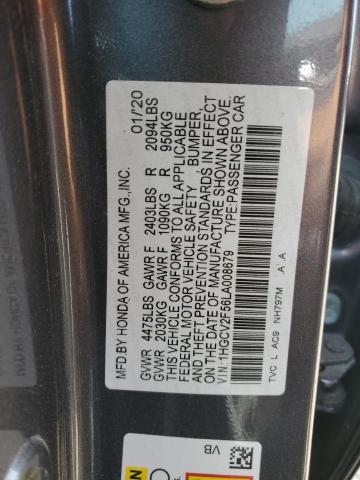 MFD BY HONDA OF AMERICA MFG.,INC. 01/20
GVWR 4475LBS GAWR F 2403LBS R 2094LBS
GVWR 2030KG GAWR F 1090KG R 950KG
THIS VEHICLE CONFORMS TO ALL APPLICABLE
FEDERAL MOTOR VEHICLE SAFETY BUMPER,
AND THEFT PREVENTION STANDARDS IN EFFECT
ON THE DATE OF MANUFACTURE SHOWN ABOVE.
V.I.N:1HGCV2F56LA008679 TYPE:PASSENGER CAR
TVC L AC9 NH797M .A .A
VB